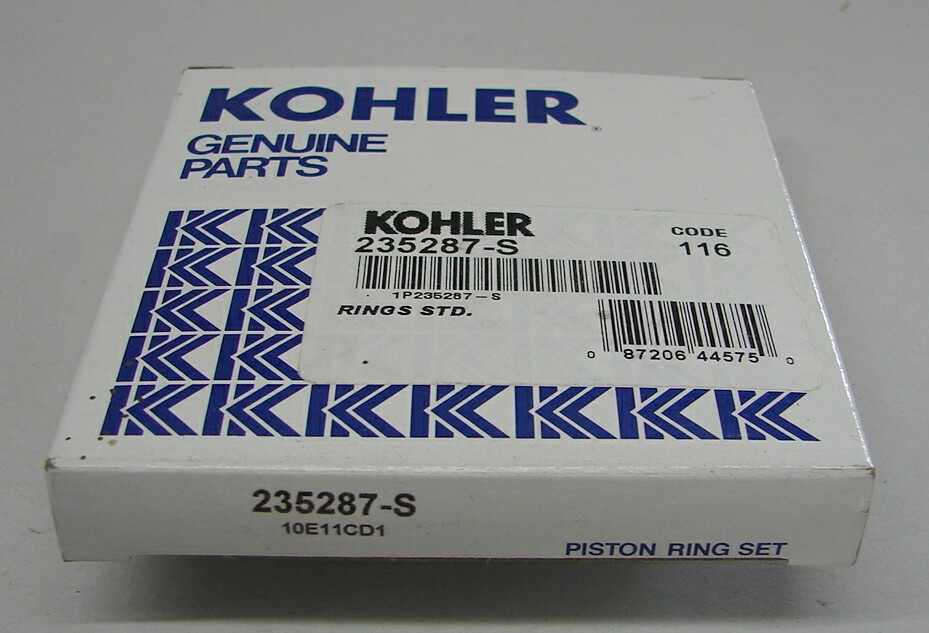 KOHLER®
GENUINE
PARTS
KOHLER
235287-S
CODE
116
1P235287-S
RINGS STD.
0 87206 44575 0
235287-S
10E11CD1
PISTON RING SET